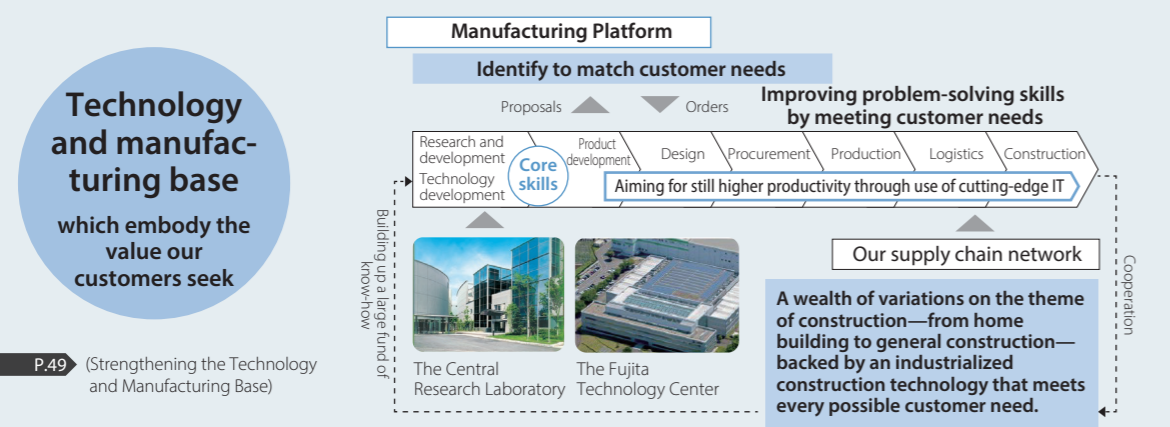 Technology
and manufac-
turing base
which embody the
value our
customers seek
P.49
(Strengthening the Technology
and Manufacturing Base)
Manufacturing Platform
Identify to match customer needs
Proposals
Orders
Improving problem-solving skills
by meeting customer needs
Research and
development
Technology
development
Core
skills
Product
development
Design
Procurement
Production
Logistics
Construction
Aiming for still higher productivity through use of cutting-edge IT
Building up a large fund of
know-how
The Central
Research Laboratory
The Fujita
Technology Center
Our supply chain network
A wealth of variations on the theme
of construction—from home
building to general construction—
backed by an industrialized
construction technology that meets
every possible customer need.
Cooperation